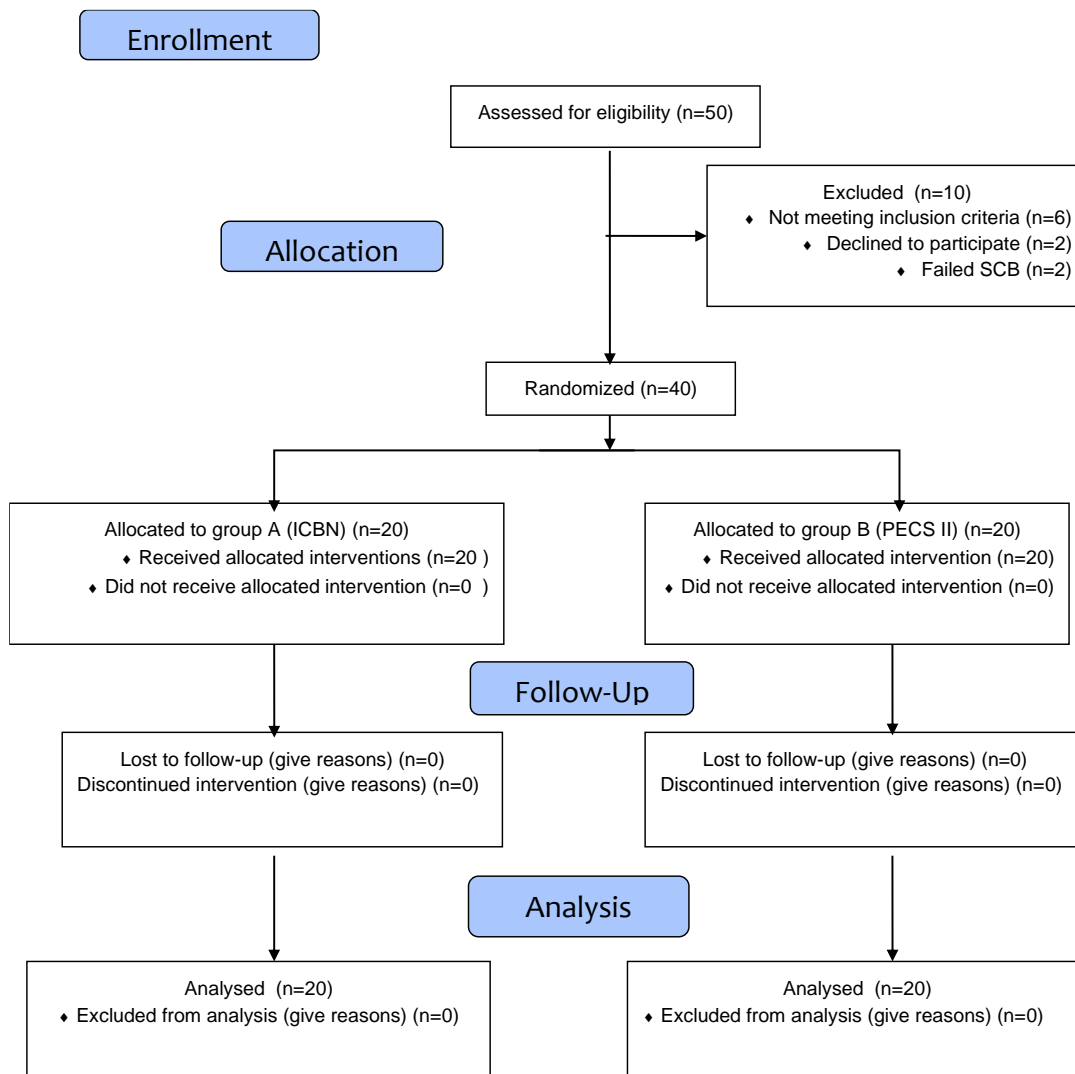 Enrollment
Assessed for eligibility (n=50)
Excluded (n=10)
♦ Not meeting inclusion criteria (n=6)
♦ Declined to participate (n=2)
♦ Failed SCB (n=2)
Allocation
Randomized (n=40)
Allocated to group A (ICBN) (n=20)
♦ Received allocated interventions (n=20 )
♦ Did not receive allocated intervention (n=0 )
Allocated to group B (PECS II) (n=20)
♦ Received allocated intervention (n=20)
♦ Did not receive allocated intervention (n=0)
Follow-Up
Lost to follow-up (give reasons) (n=0)
Discontinued intervention (give reasons) (n=0)
Lost to follow-up (give reasons) (n=0)
Discontinued intervention (give reasons) (n=0)
Analysis
Analysed (n=20)
♦ Excluded from analysis (give reasons) (n=0)
Analysed (n=20)
♦ Excluded from analysis (give reasons) (n=0)